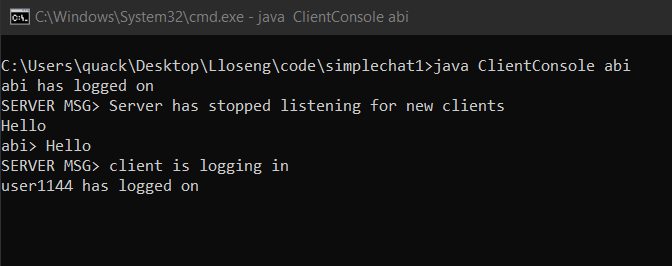 C:\Windows\System32\cmd.exe - java  ClientConsole abi
C:\Users\quack\Desktop\Lloseng\code\simplechat1>java ClientConsole abi
abi has logged on
SERVER MSG> Server has stopped listening for new clients
Hello
abi> Hello
SERVER MSG> client is logging in
user1144 has logged on